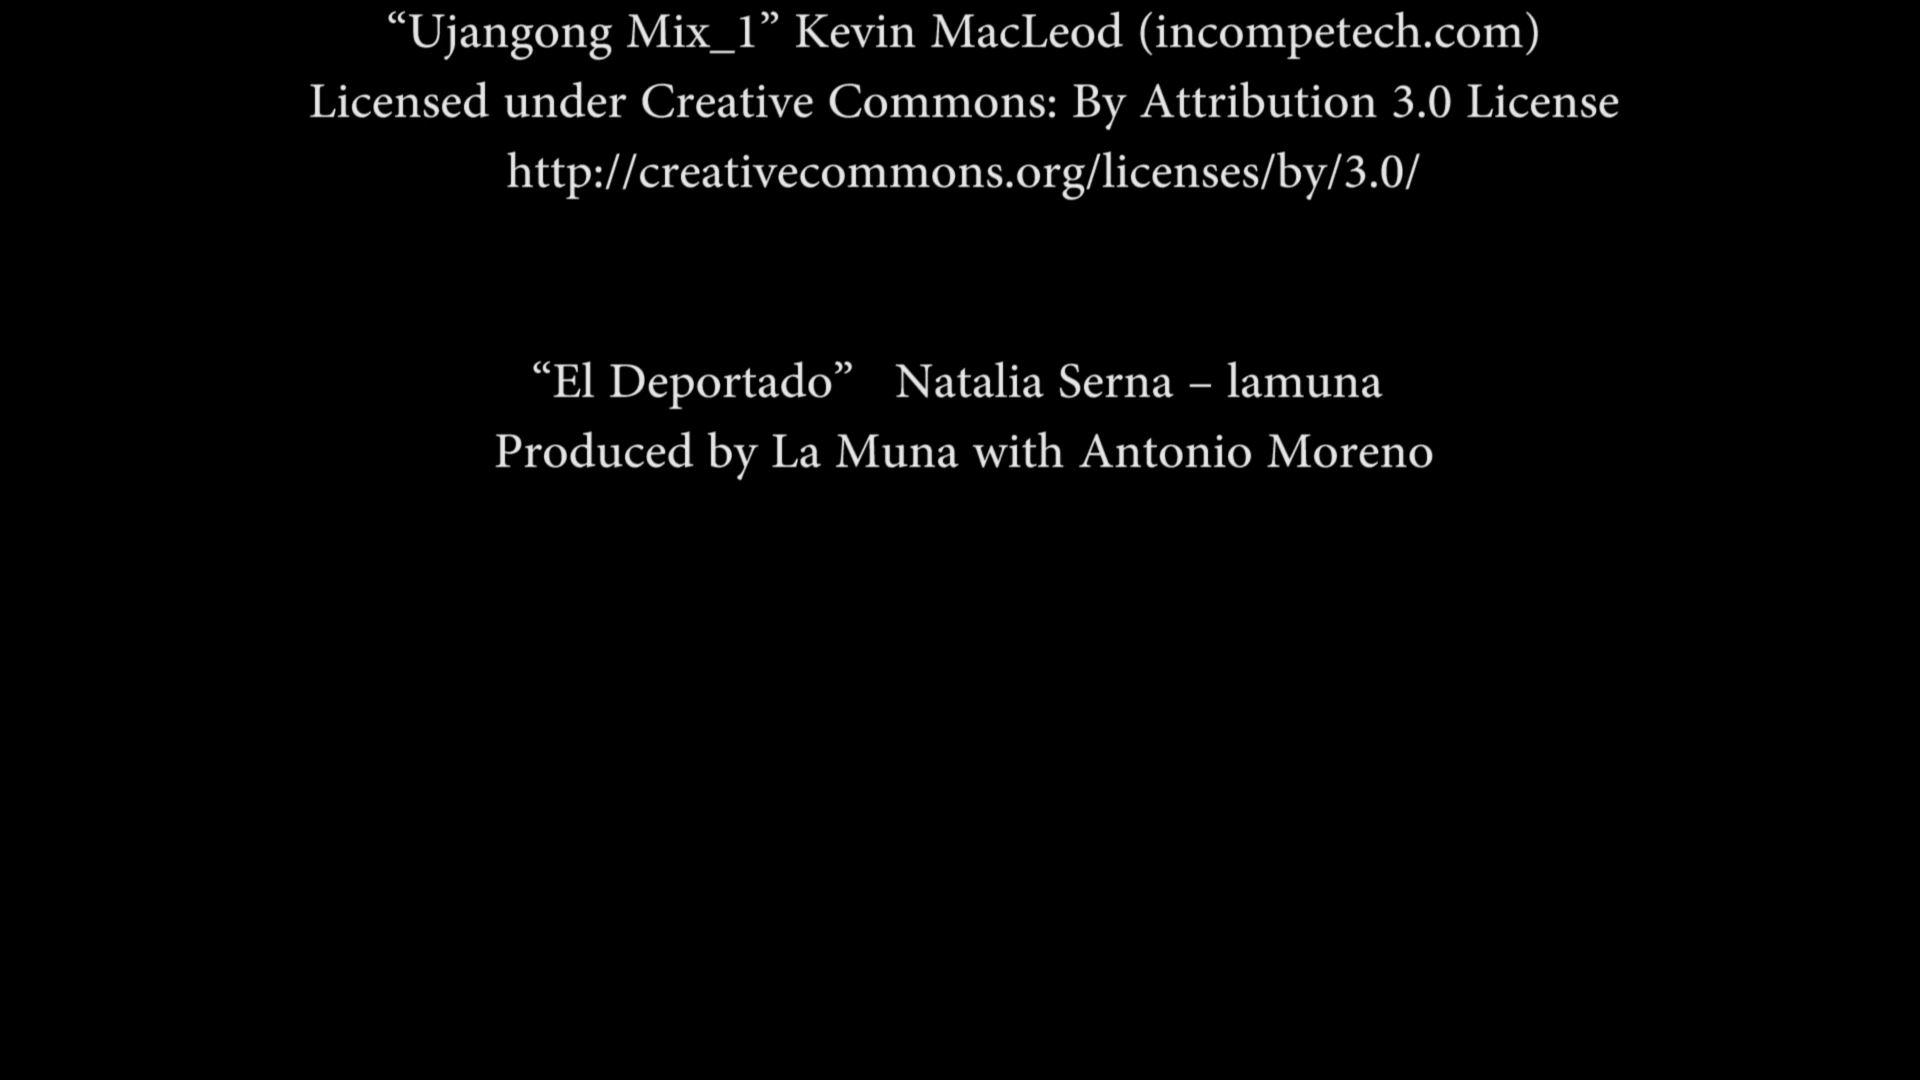 “Ujangong Mix_1” Kevin MacLeod (incompetech.com)
Licensed under Creative Commons: By Attribution 3.0 License
http://creativecommons.org/licenses/by/3.0/
“El Deportado” Natalia Serna – lamuna
Produced by La Muna with Antonio Moreno